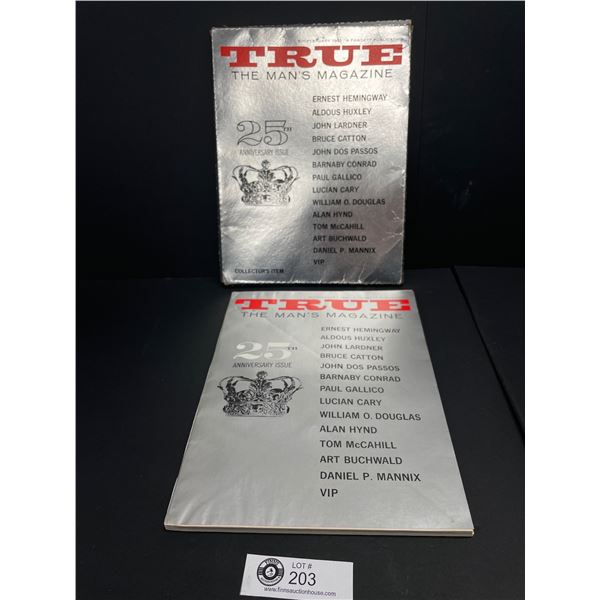 TRUE
THE MAN'S MAGAZINE
25TH
ANNIVERSARY ISSUE
ERNEST HEMINGWAY
ALDOUS HUXLEY
JOHN LARDNER
BRUCE CATTON
JOHN DOS PASSOS
BARNABY CONRAD
PAUL GALLICO
LUCIAN CARY
WILLIAM O. DOUGLAS
ALAN HYND
TOM McCAHILL
ART BUCHWALD
DANIEL P. MANNIX
VIP
COLLECTOR'S ITEM
TRUE
THE MAN'S MAGAZINE
25TH
ANNIVERSARY ISSUE
ERNEST HEMINGWAY
ALDOUS HUXLEY
JOHN LARDNER
BRUCE CATTON
JOHN DOS PASSOS
BARNABY CONRAD
PAUL GALLICO
LUCIAN CARY
WILLIAM O. DOUGLAS
ALAN HYND
TOM McCAHILL
ART BUCHWALD
DANIEL P. MANNIX
VIP
LOT #
203
www.finnsauctionhouse.com